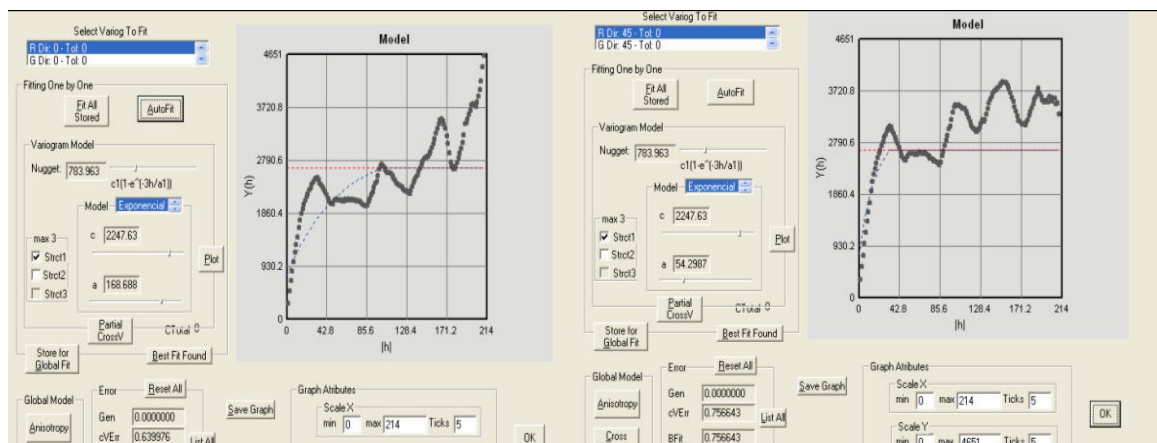 Select Variog To Fit
R Dir: 0 - Tol: 0
G Dir: 0 - Tol: 0
Fitting One by One
Fit All
Stored
AutoFit
Variogram Model
Nugget: 783.963
c1(1-e^(-3h/a1))
Model Exponencial
max 3
Strct1
Strct2
Strct3
c 2247.63
a 168.688
Plot
Partial
CrossV
CTotal 0
Store for
Global Fit
Best Fit Found
Global Model
Anisotropy
Error
Reset All
Gen 0.0000000
cVErr 0.639976
List All
Save Graph
Graph Atributes
Scale X
min 0 max 214 Ticks 5
OK
Model
4651
3720.8
2790.6
1860.4
930.2
0
Y(h)
0 42.8 85.6 128.4 171.2 214
|h|
Select Variog To Fit
R Dir: 45 - Tol: 0
G Dir: 45 - Tol: 0
Fitting One by One
Fit All
Stored
AutoFit
Variogram Model
Nugget: 783.963
c1(1-e^(-3h/a1))
Model Exponencial
max 3
Strct1
Strct2
Strct3
c 2247.63
a 54.2987
Plot
Partial
CrossV
CTotal 0
Store for
Global Fit
Best Fit Found
Global Model
Anisotropy
Cross
Error
Reset All
Gen 0.0000000
cVErr 0.756643
BFit 0.756643
List All
Save Graph
Graph Atributes
Scale X
min 0 max 214 Ticks 5
Scale Y
min 0 max 4651 Ticks 5
OK
Model
4651
3720.8
2790.6
1860.4
930.2
0
Y(h)
0 42.8 85.6 128.4 171.2 214
|h|